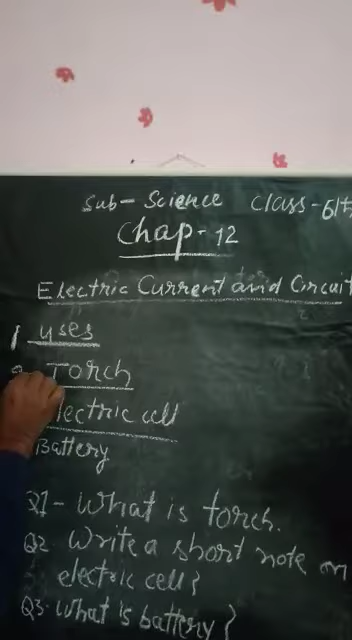 Sub - Science Class - 6th
Chap - 12
Electric Current and Circuit
1 uses
2 Torch
lectric cell
Battery
Q1 - What is torch.
Q2 Write a short note on
electric cell?
Q3 What is battery?